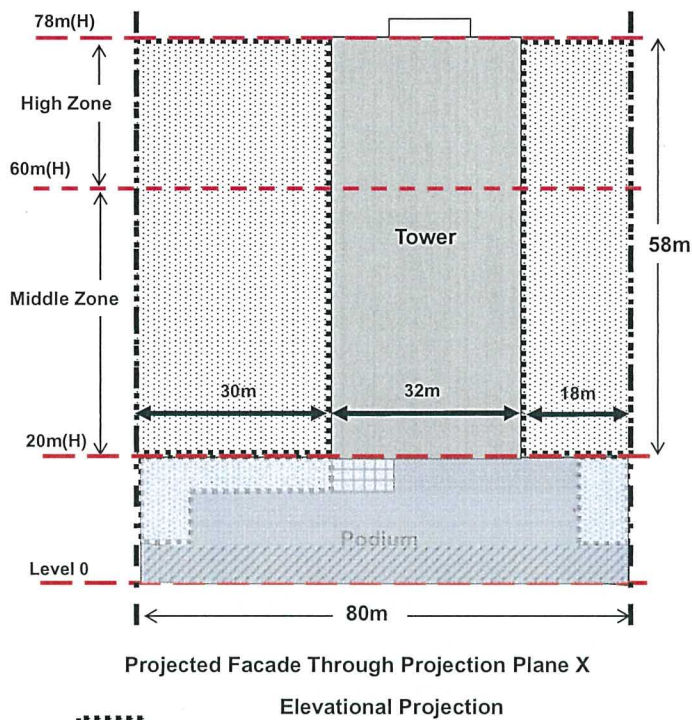 78m(H)
High Zone
60m(H)
Tower
58m
Middle Zone
30m
32m
18m
20m(H)
Podium
Level 0
80m
Projected Facade Through Projection Plane X
Elevational Projection